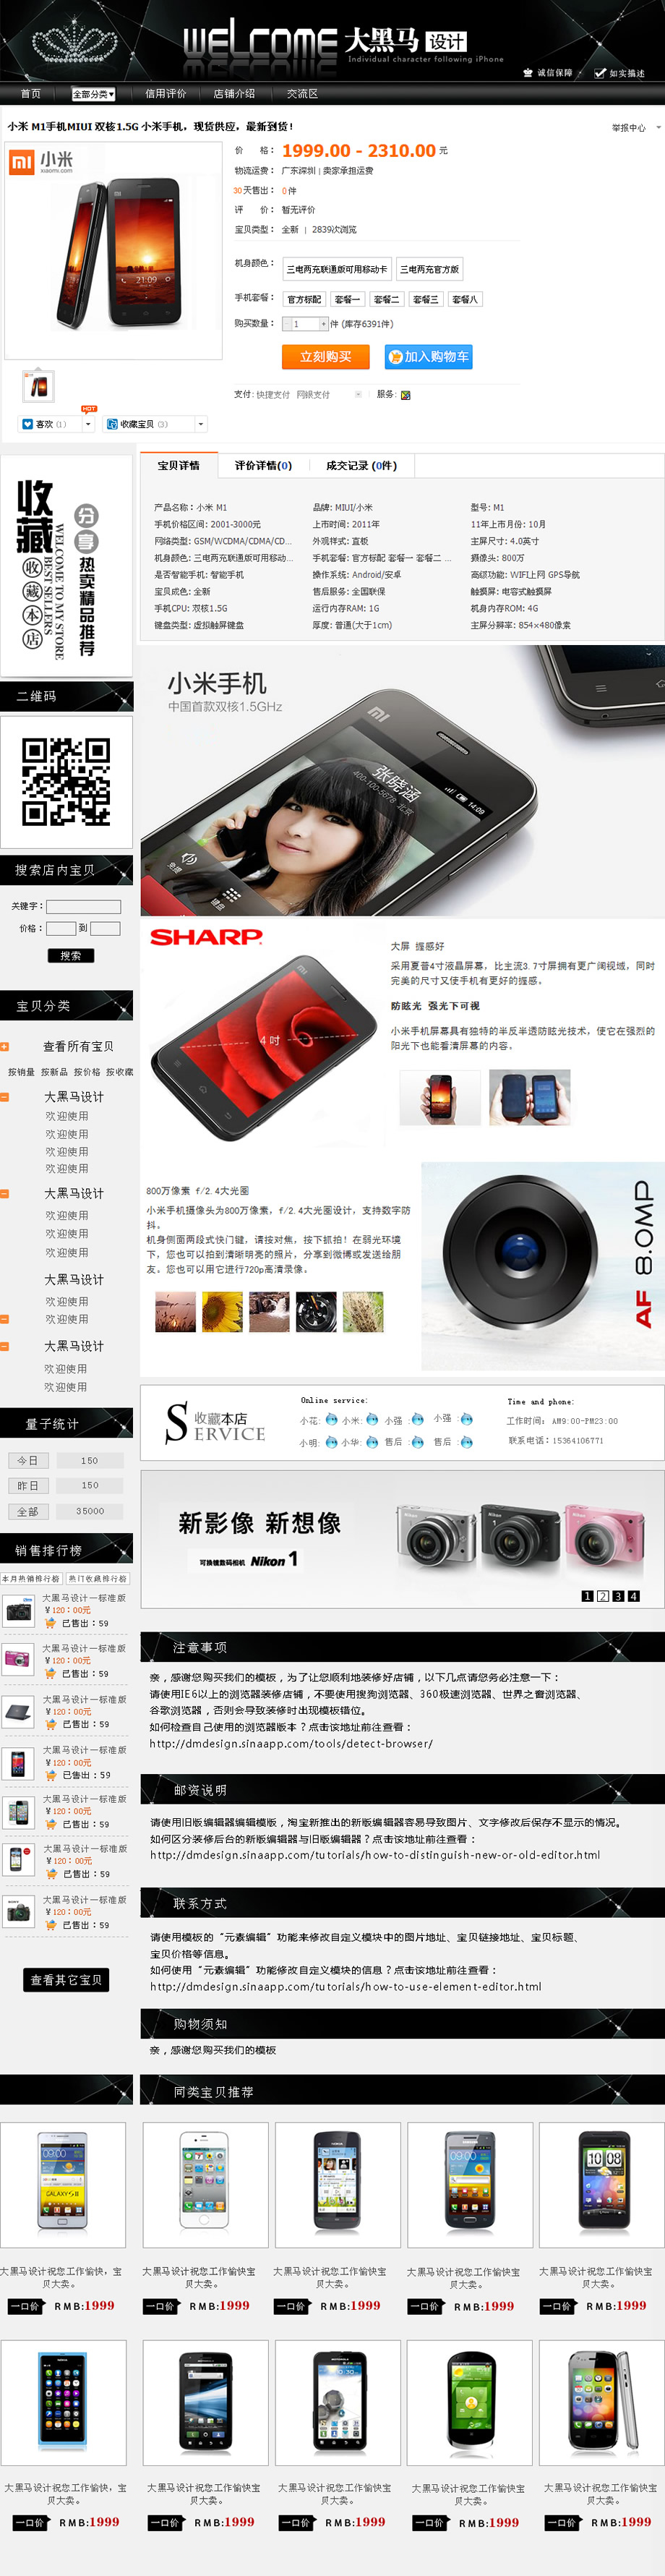 WELCOME 大黑马 设计
Individual character following iPhone
诚信保障 如实描述
首页 全部分类▼ 信用评价 店铺介绍 交流区
小米 M1手机MIUI 双核1.5G 小米手机，现货供应，最新到货！
举报中心
小米
xiaomi.com
价 格： 1999.00 - 2310.00 元
物流运费： 广东深圳 | 卖家承担运费
30天售出： 0件
评 价： 暂无评价
宝贝类型： 全新 | 2839次浏览
机身颜色： 三电两充联通版可用移动卡 三电两充官方版
手机套餐： 官方标配 套餐一 套餐二 套餐三 套餐八
购买数量： 1 件 (库存6391件)
立刻购买 加入购物车
支付: 快捷支付 网银支付 服务:
HOT
喜欢 (1) 收藏宝贝 (3)
收藏
收藏本店
WELCOME TO MY STORE
BEST SELLERS
分享
热卖精品推荐
宝贝详情 评价详情(0) 成交记录 (0件)
产品名称：小米 M1 品牌: MIUI/小米 型号: M1
手机价格区间: 2001-3000元 上市时间: 2011年 11年上市月份: 10月
网络类型: GSM/WCDMA/CDMA/CD... 外观样式: 直板 主屏尺寸: 4.0英寸
机身颜色: 三电两充联通版可用移动... 手机套餐: 官方标配 套餐一 套餐二 ... 摄像头: 800万
是否智能手机: 智能手机 操作系统: Android/安卓 高级功能: WIFI上网 GPS导航
宝贝成色: 全新 售后服务: 全国联保 触摸屏: 电容式触摸屏
手机CPU: 双核1.5G 运行内存RAM: 1G 机身内存ROM: 4G
键盘类型: 虚拟触屏键盘 厚度: 普通(大于1cm) 主屏分辨率: 854×480像素
小米手机
中国首款双核1.5GHz
张晓涵
400-100-5678 北京
14:09
免提
二维码
搜索店内宝贝
关键字：
价格： 到
搜索
SHARP
4吋
大屏 握感好
采用夏普4寸液晶屏幕，比主流3.7寸屏拥有更广阔视域，同时
完美的尺寸又使手机有更好的握感。
防眩光 强光下可视
小米手机屏幕具有独特的半反半透防眩光技术，使它在强烈的
阳光下也能看清屏幕的内容。
宝贝分类
查看所有宝贝
按销量 按新品 按价格 按收藏
大黑马设计
欢迎使用
欢迎使用
欢迎使用
欢迎使用
大黑马设计
欢迎使用
欢迎使用
欢迎使用
大黑马设计
欢迎使用
欢迎使用
大黑马设计
欢迎使用
欢迎使用
800万像素 f/2.4大光圈
小米手机摄像头为800万像素，f/2.4大光圈设计，支持数字防
抖。
机身侧面两段式快门键，请按对焦，按下抓拍！在弱光环境
下，您也可以拍到清晰明亮的照片，分享到微博或发送给朋
友。您也可以用它进行720p高清录像。
AF 8.0MP
收藏本店
SERVICE
Online service:
小花: 小米: 小强 : 小强 :
小明: 小华: 售后 : 售后 :
Time and phone:
工作时间: AM9:00-PM23:00
联系电话：15364106771
量子统计
今日 150
昨日 150
全部 35000
新影像 新想像
可换镜数码相机 Nikon 1
1 2 3 4
销售排行榜
本月热销排行榜 热门收藏排行榜
大黑马设计一标准版
¥120：00元
已售出：59
大黑马设计一标准版
¥120：00元
已售出：59
大黑马设计一标准版
¥120：00元
已售出：59
大黑马设计一标准版
¥120：00元
已售出：59
大黑马设计一标准版
¥120：00元
已售出：59
大黑马设计一标准版
¥120：00元
已售出：59
大黑马设计一标准版
¥120：00元
已售出：59
查看其它宝贝
注意事项
亲，感谢您购买我们的模板，为了让您顺利地装修好店铺，以下几点请您务必注意一下：
请使用IE6以上的浏览器装修店铺，不要使用搜狗浏览器、360极速浏览器、世界之窗浏览器、
谷歌浏览器，否则会导致装修时出现模板错位。
如何检查自己使用的浏览器版本？点击该地址前往查看：
http://dmdesign.sinaapp.com/tools/detect-browser/
邮资说明
请使用旧版编辑器编辑模版，淘宝新推出的新版编辑器容易导致图片、文字修改后保存不显示的情况。
如何区分装修后台的新版编辑器与旧版编辑器？点击该地址前往查看：
http://dmdesign.sinaapp.com/tutorials/how-to-distinguish-new-or-old-editor.html
联系方式
请使用模板的“元素编辑”功能来修改自定义模块中的图片地址、宝贝链接地址、宝贝标题、
宝贝价格等信息。
如何使用“元素编辑”功能修改自定义模块的信息？点击该地址前往查看：
http://dmdesign.sinaapp.com/tutorials/how-to-use-element-editor.html
购物须知
亲，感谢您购买我们的模板
同类宝贝推荐
大黑马设计祝您工作愉快，宝贝大卖。
一口价 RMB:1999
大黑马设计祝您工作愉快宝贝大卖。
一口价 RMB:1999
大黑马设计祝您工作愉快宝贝大卖。
一口价 RMB:1999
大黑马设计祝您工作愉快宝贝大卖。
一口价 RMB:1999
大黑马设计祝您工作愉快宝贝大卖。
一口价 RMB:1999
大黑马设计祝您工作愉快，宝贝大卖。
一口价 RMB:1999
大黑马设计祝您工作愉快宝贝大卖。
一口价 RMB:1999
大黑马设计祝您工作愉快宝贝大卖。
一口价 RMB:1999
大黑马设计祝您工作愉快宝贝大卖。
一口价 RMB:1999
大黑马设计祝您工作愉快宝贝大卖。
一口价 RMB:1999